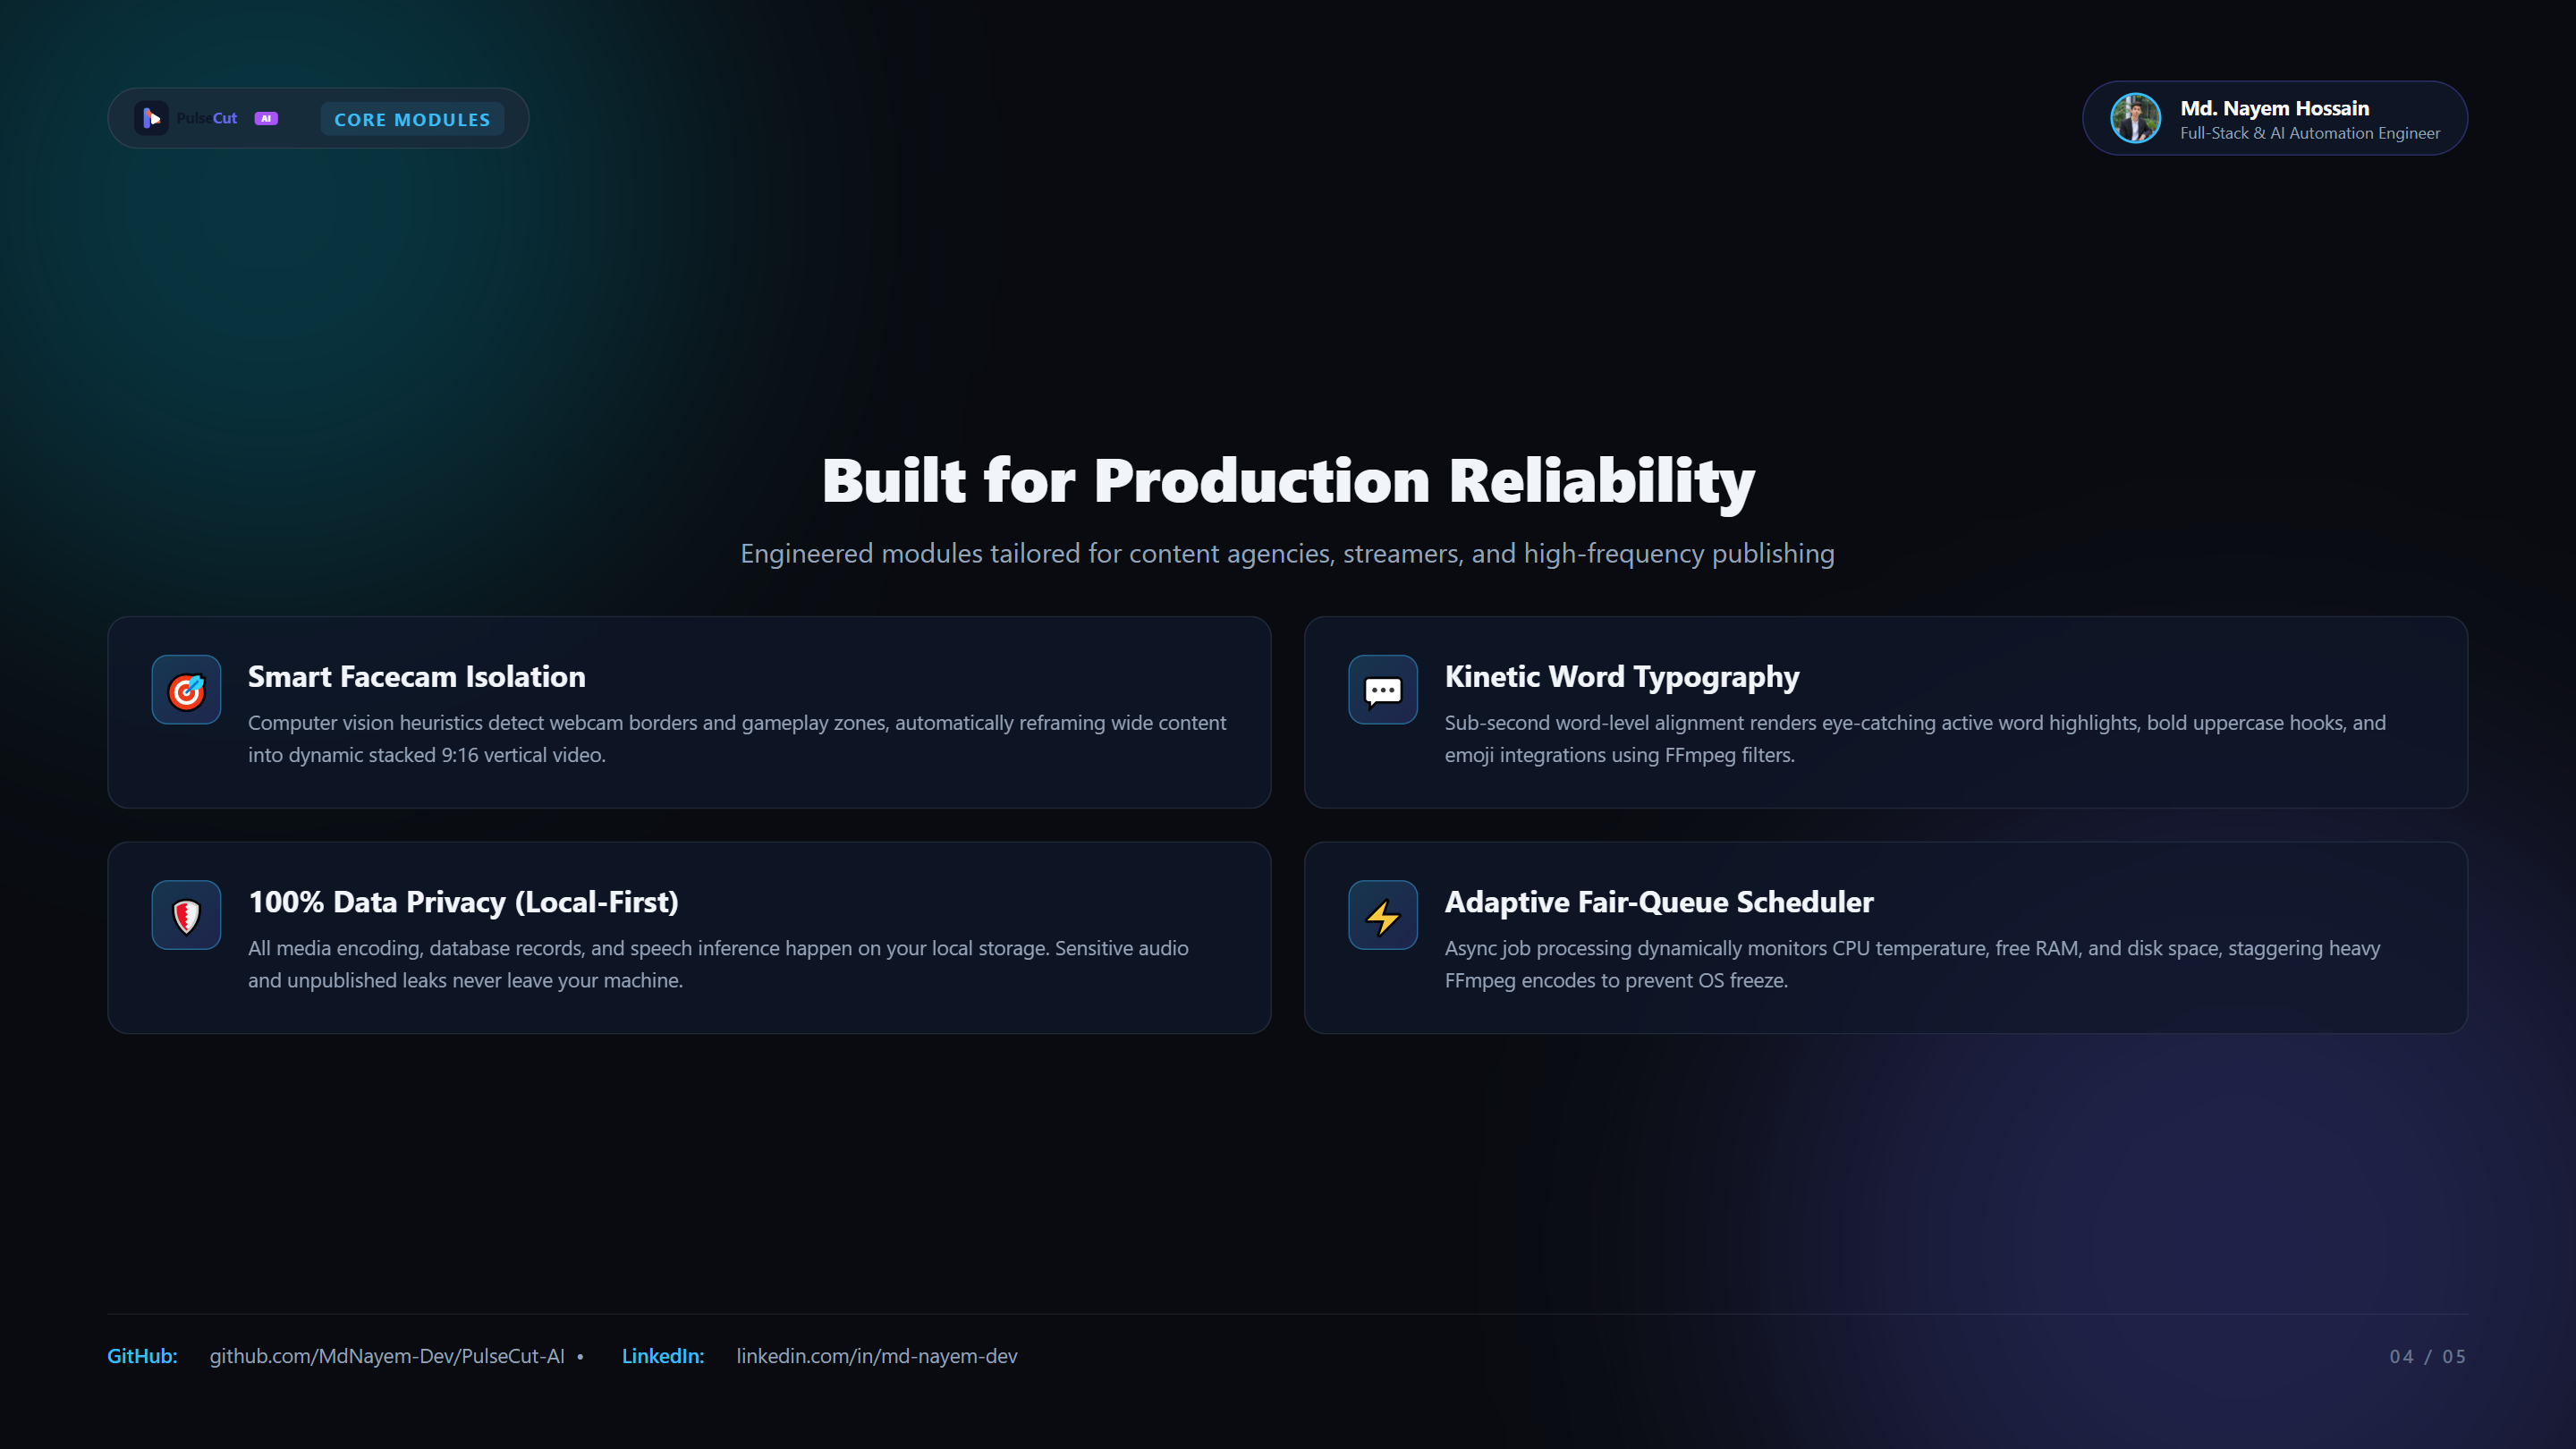 PulseCut AI CORE MODULES
Md. Nayem Hossain
Full-Stack & AI Automation Engineer
Built for Production Reliability
Engineered modules tailored for content agencies, streamers, and high-frequency publishing
Smart Facecam Isolation
Computer vision heuristics detect webcam borders and gameplay zones, automatically reframing wide content
into dynamic stacked 9:16 vertical video.
Kinetic Word Typography
Sub-second word-level alignment renders eye-catching active word highlights, bold uppercase hooks, and
emoji integrations using FFmpeg filters.
100% Data Privacy (Local-First)
All media encoding, database records, and speech inference happen on your local storage. Sensitive audio
and unpublished leaks never leave your machine.
Adaptive Fair-Queue Scheduler
Async job processing dynamically monitors CPU temperature, free RAM, and disk space, staggering heavy
FFmpeg encodes to prevent OS freeze.
GitHub: github.com/MdNayem-Dev/PulseCut-AI • LinkedIn: linkedin.com/in/md-nayem-dev
04 / 05